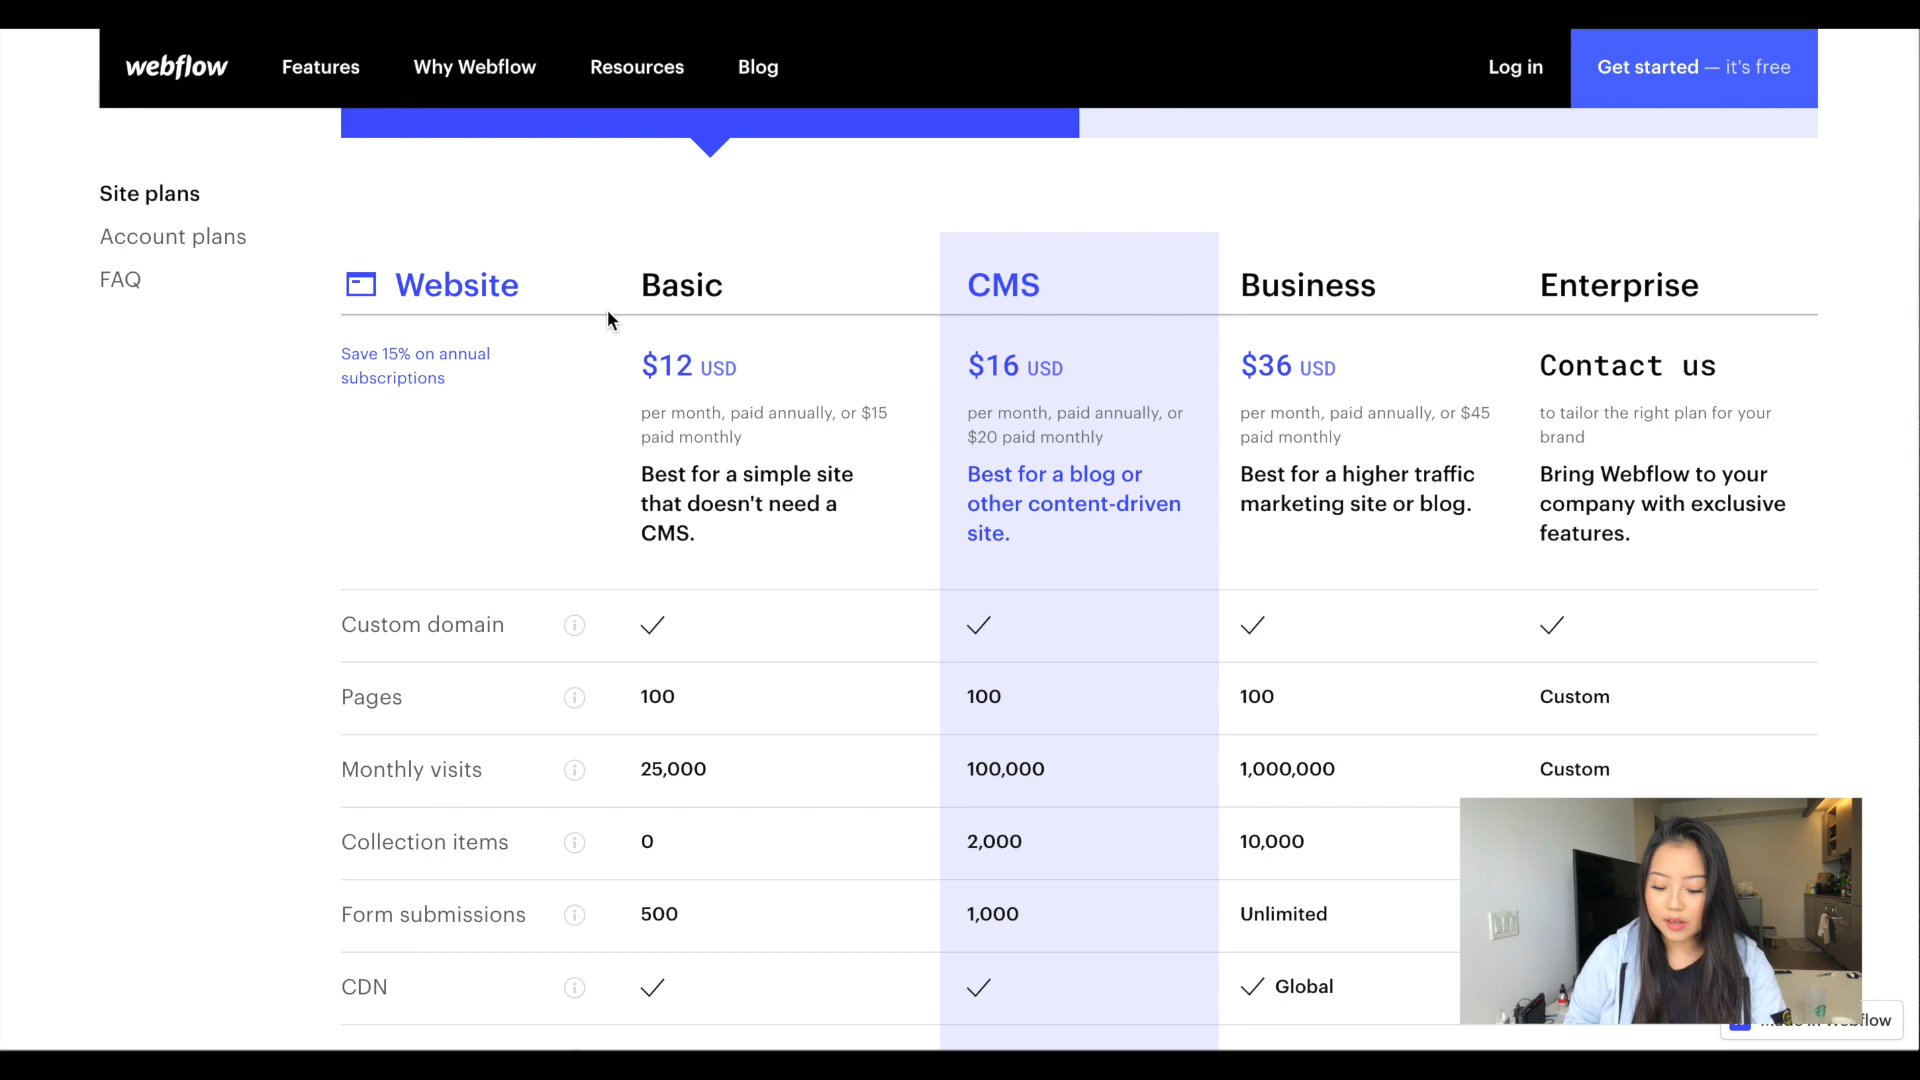 webflow
Features
Why Webflow
Resources
Blog
Log in
Get started — it's free
Site plans
Account plans
FAQ
Website
Basic
CMS
Business
Enterprise
Save 15% on annual
subscriptions
$12 USD
per month, paid annually, or $15
paid monthly
Best for a simple site
that doesn't need a
CMS.
$16 USD
per month, paid annually, or
$20 paid monthly
Best for a blog or
other content-driven
site.
$36 USD
per month, paid annually, or $45
paid monthly
Best for a higher traffic
marketing site or blog.
Contact us
to tailor the right plan for your
brand
Bring Webflow to your
company with exclusive
features.
Custom domain
Pages
100
100
100
Custom
Monthly visits
25,000
100,000
1,000,000
Custom
Collection items
0
2,000
10,000
Form submissions
500
1,000
Unlimited
CDN
Global